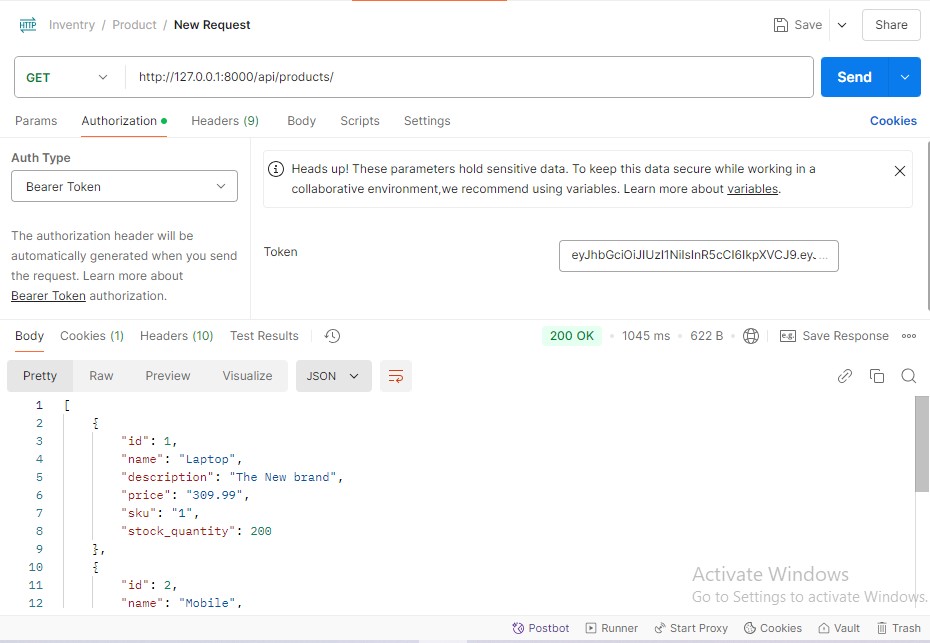 HTTP Inventry / Product / New Request Save Share
GET http://127.0.0.1:8000/api/products/ Send
Params Authorization Headers (9) Body Scripts Settings Cookies
Auth Type
Bearer Token
Heads up! These parameters hold sensitive data. To keep this data secure while working in a
collaborative environment,we recommend using variables. Learn more about variables.
The authorization header will be
automatically generated when you send
the request. Learn more about
Bearer Token authorization.
Token eyJhbGciOiJIUzI1NiIsInR5cCI6IkpXVCJ9.ey...
Body Cookies (1) Headers (10) Test Results 200 OK 1045 ms 622 B e.g. Save Response
Pretty Raw Preview Visualize JSON
1 [
2 {
3 "id": 1,
4 "name": "Laptop",
5 "description": "The New brand",
6 "price": "309.99",
7 "sku": "1",
8 "stock_quantity": 200
9 },
10 {
11 "id": 2,
12 "name": "Mobile",
Activate Windows
Go to Settings to activate Windows.
Postbot Runner Start Proxy Cookies Vault Trash